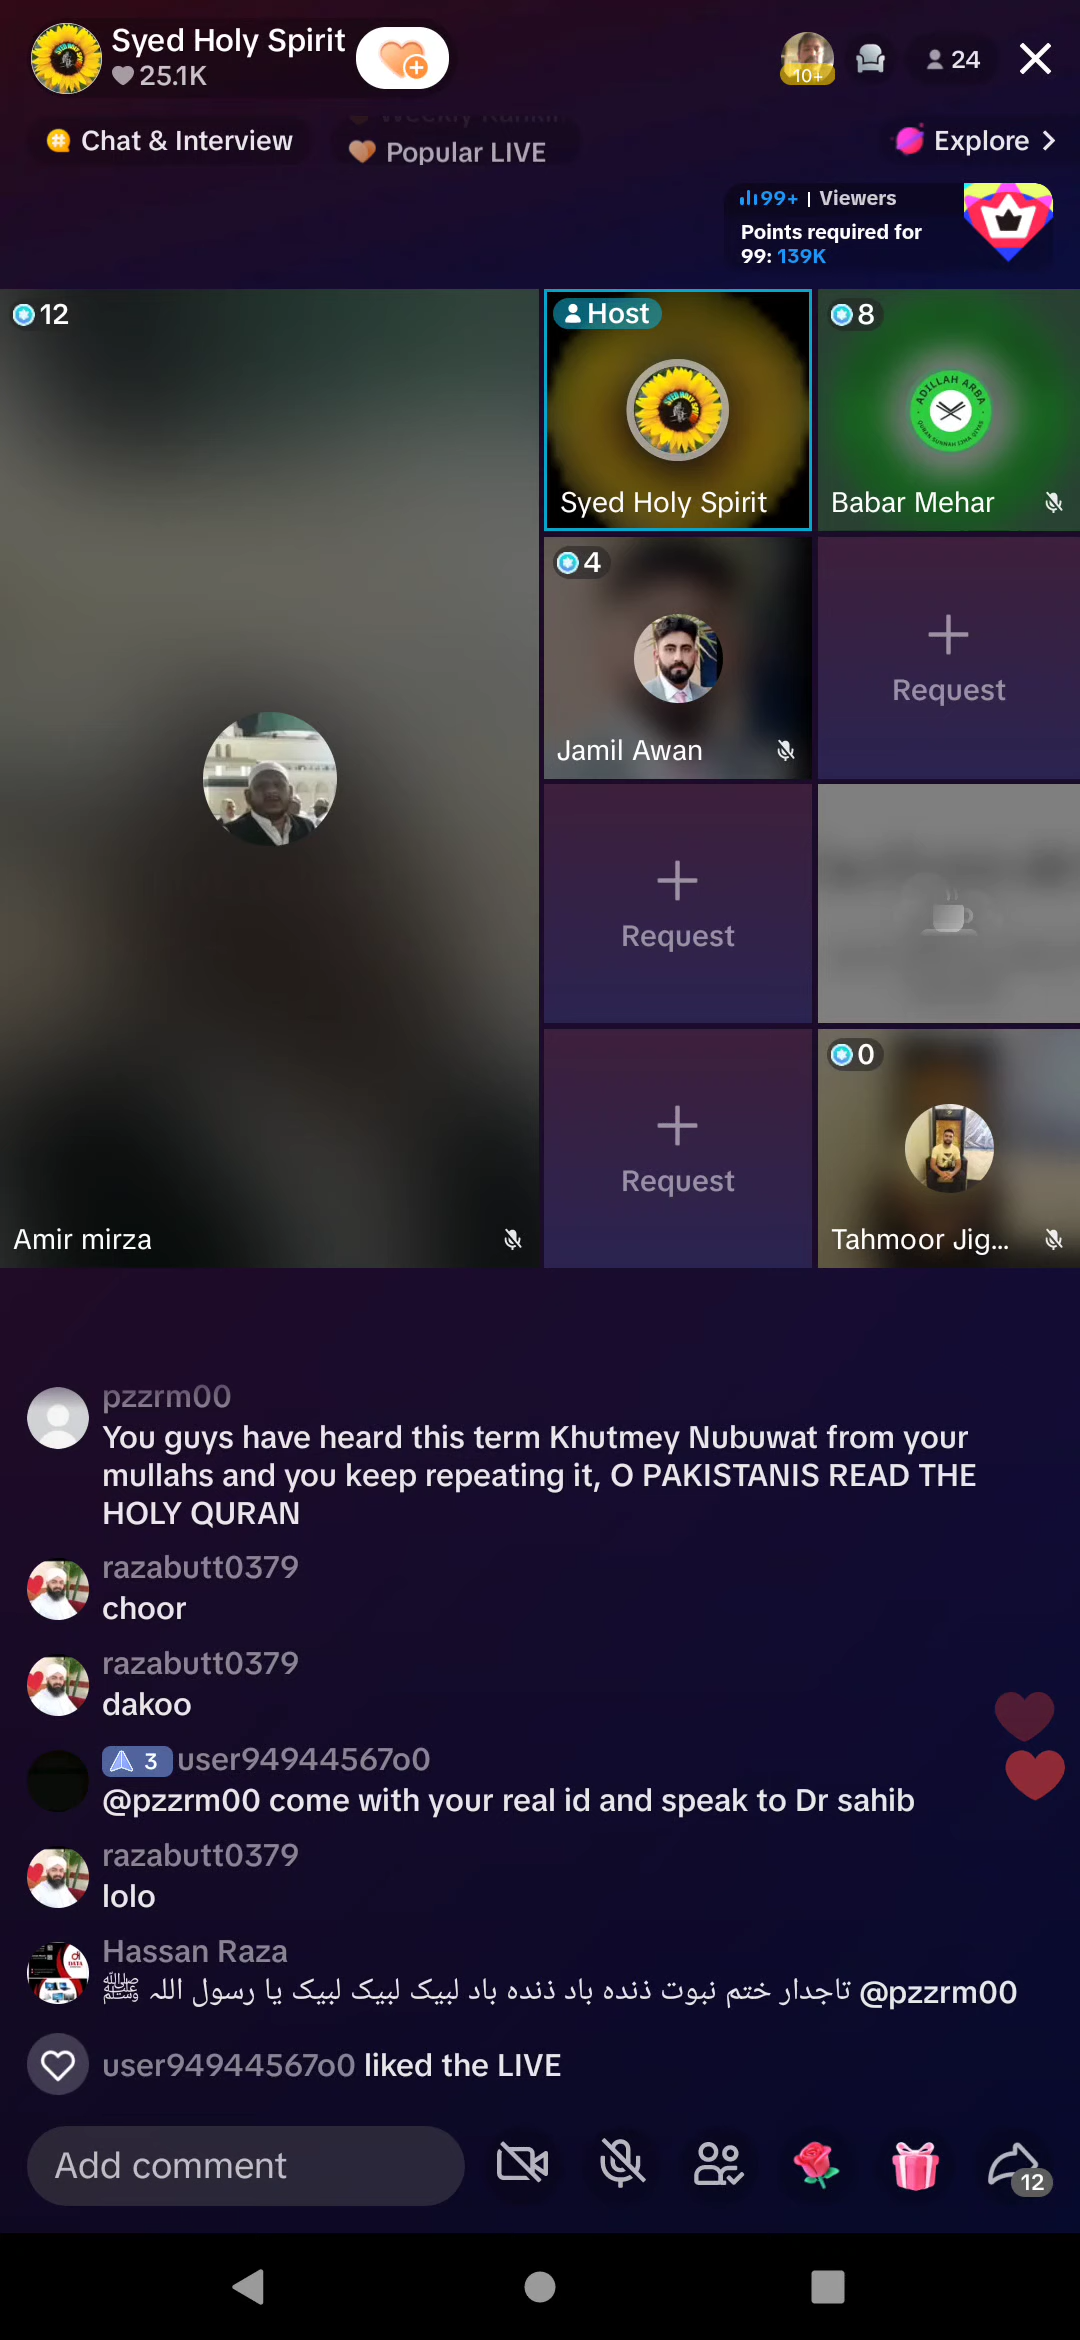 Syed Holy Spirit
25.1K
10+
24
Chat & Interview
Popular LIVE
Explore
99+ | Viewers
Points required for
99: 139K
12
Host
Syed Holy Spirit
8
ADILLAH ARBA
Babar Mehar
4
Jamil Awan
Request
Request
Request
0
Amir mirza
Tahmoor Jig...
pzzrm00
You guys have heard this term Khutmey Nubuwat from your
mullahs and you keep repeating it, O PAKISTANIS READ THE
HOLY QURAN
razabutt0379
choor
razabutt0379
dakoo
3 user94944567o0
@pzzrm00 come with your real id and speak to Dr sahib
razabutt0379
lolo
Hassan Raza
@pzzrm00 تاجدار ختم نبوت ذندہ باد ذندہ باد لبیک لبیک لبیک یا رسول اللہ ﷺ
user94944567o0 liked the LIVE
Add comment
12